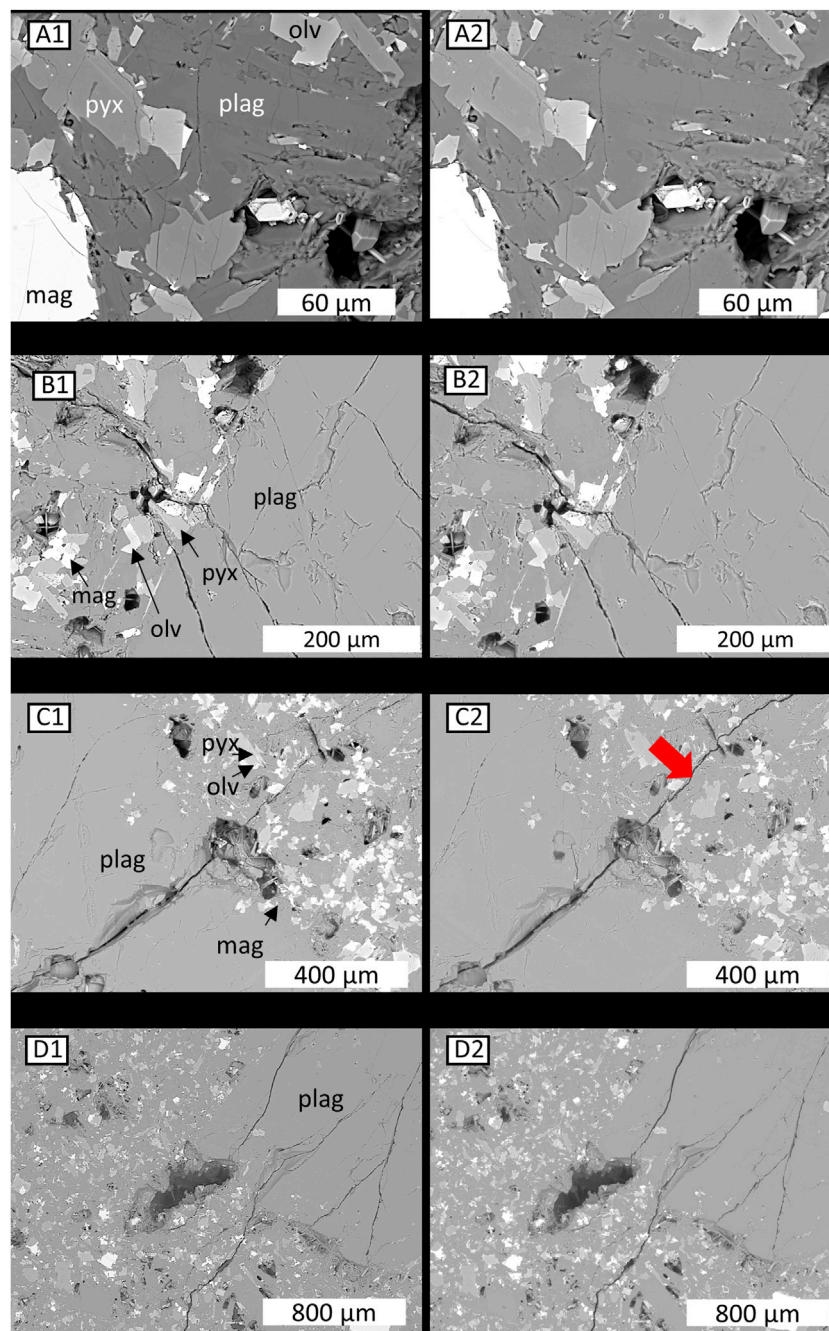 A1
olv
pyx
plag
mag
60 µm
A2
60 µm
B1
plag
pyx
mag
olv
200 µm
B2
200 µm
C1
pyx
olv
plag
mag
400 µm
C2
400 µm
D1
plag
800 µm
D2
800 µm